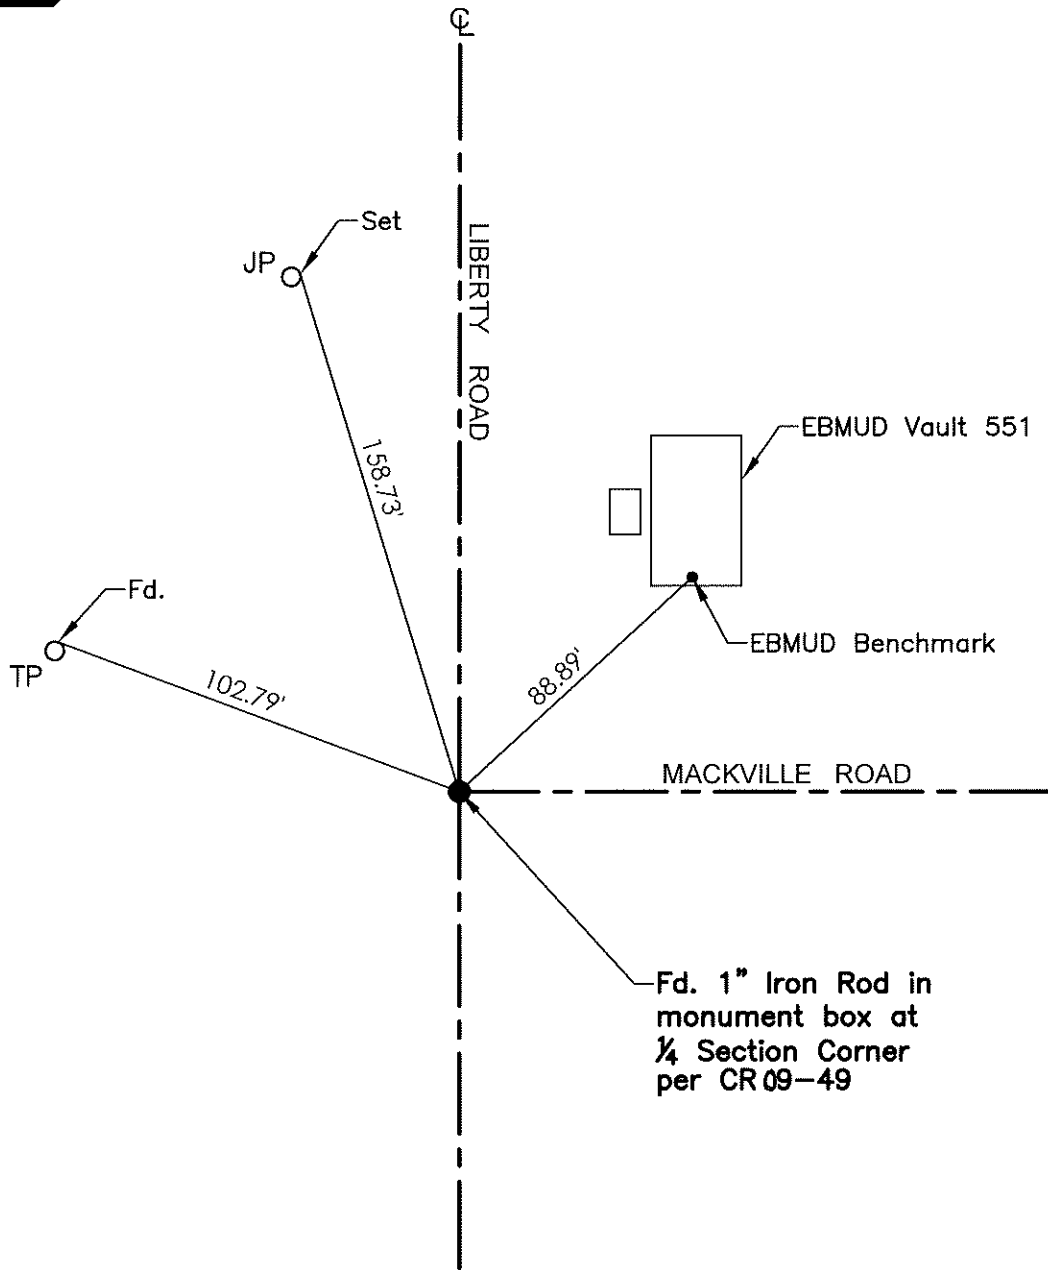 ℄
Set
JP
LIBERTY ROAD
158.73'
EBMUD Vault 551
Fd.
TP
102.79'
88.89'
EBMUD Benchmark
MACKVILLE ROAD
Fd. 1" Iron Rod in
monument box at
¼ Section Corner
per CR 09-49